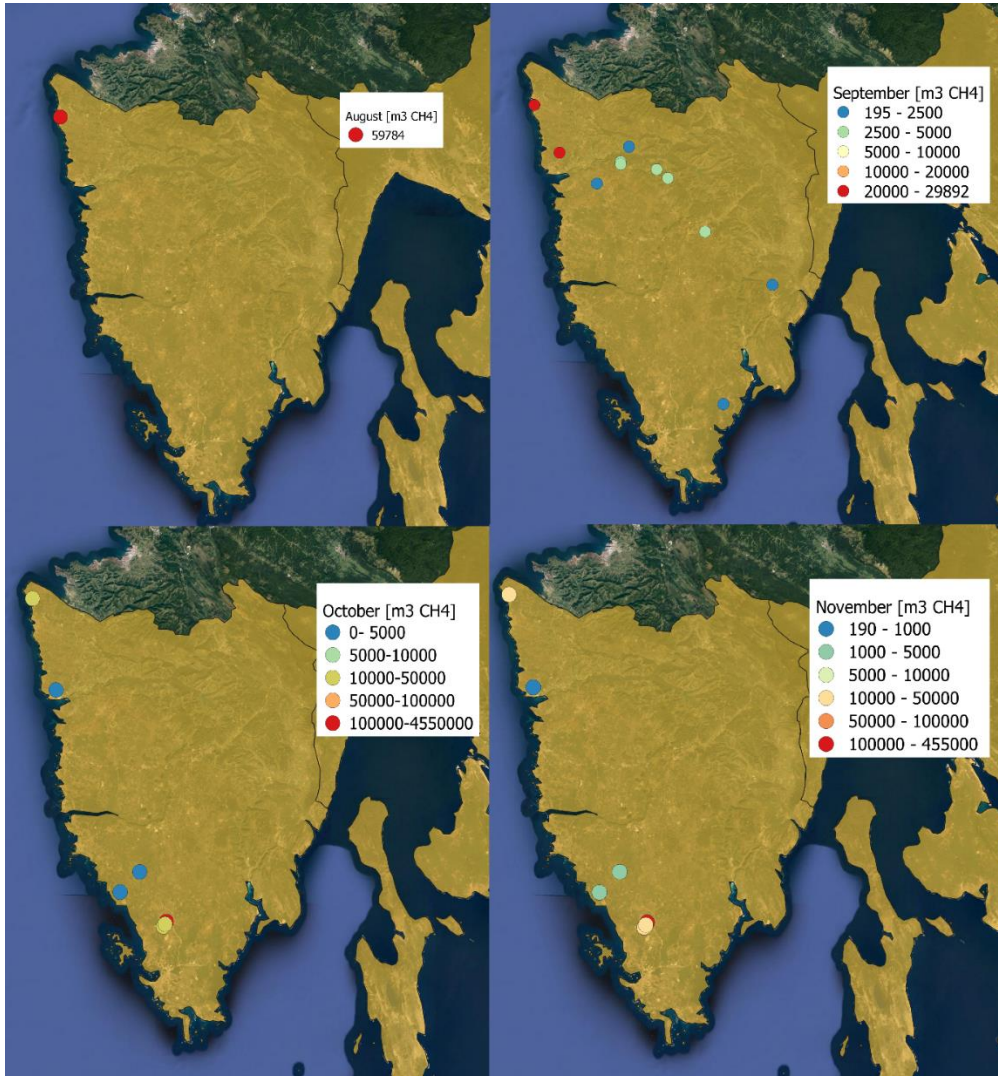 August [m3 CH4]
59784
September [m3 CH4]
195 - 2500
2500 - 5000
5000 - 10000
10000 - 20000
20000 - 29892
October [m3 CH4]
0- 5000
5000-10000
10000-50000
50000-100000
100000-4550000
November [m3 CH4]
190 - 1000
1000 - 5000
5000 - 10000
10000 - 50000
50000 - 100000
100000 - 455000